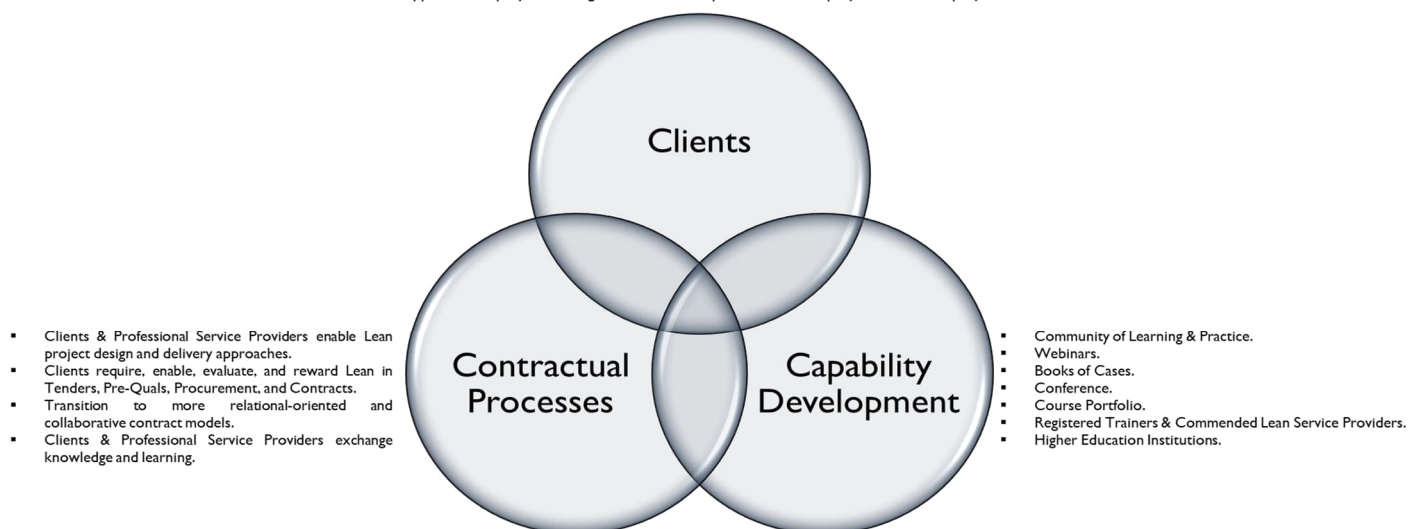 Clients
▪ Clients & Professional Service Providers enable Lean
project design and delivery approaches.
▪ Clients require, enable, evaluate, and reward Lean in
Tenders, Pre-Quals, Procurement, and Contracts.
▪ Transition to more relational-oriented and
collaborative contract models.
▪ Clients & Professional Service Providers exchange
knowledge and learning.
Contractual
Processes
Capability
Development
▪ Community of Learning & Practice.
▪ Webinars.
▪ Books of Cases.
▪ Conference.
▪ Course Portfolio.
▪ Registered Trainers & Commended Lean Service Providers.
▪ Higher Education Institutions.